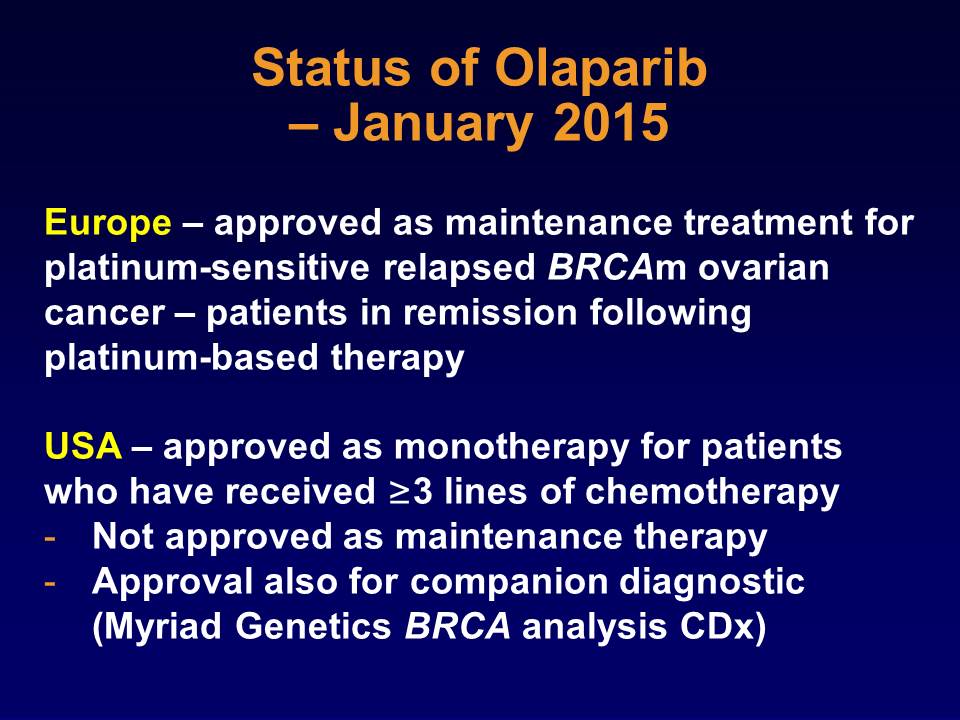 Status of Olaparib
– January 2015
Europe – approved as maintenance treatment for
platinum-sensitive relapsed BRCAm ovarian
cancer – patients in remission following
platinum-based therapy
USA – approved as monotherapy for patients
who have received ≥3 lines of chemotherapy
- Not approved as maintenance therapy
- Approval also for companion diagnostic
(Myriad Genetics BRCA analysis CDx)